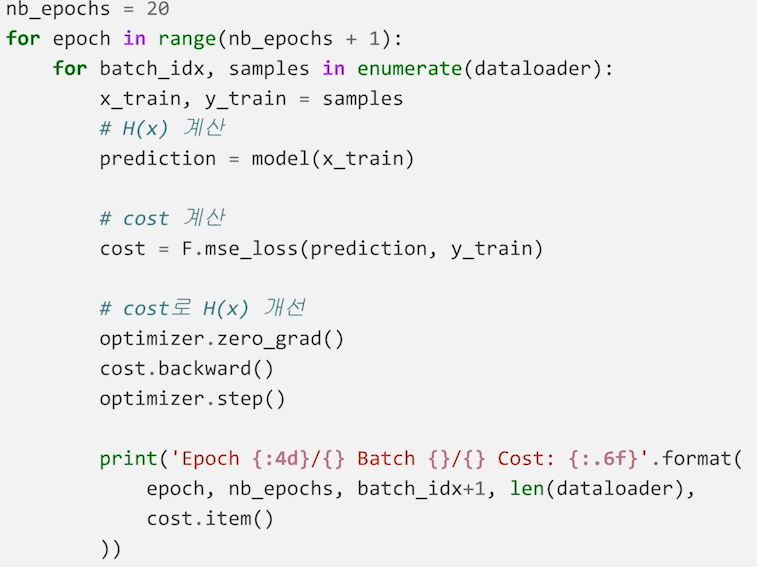 nb_epochs = 20
for epoch in range(nb_epochs + 1):
    for batch_idx, samples in enumerate(dataloader):
        x_train, y_train = samples
        # H(x) 계산
        prediction = model(x_train)

        # cost 계산
        cost = F.mse_loss(prediction, y_train)

        # cost로 H(x) 개선
        optimizer.zero_grad()
        cost.backward()
        optimizer.step()

        print('Epoch {:4d}/{} Batch {}/{} Cost: {:.6f}'.format(
            epoch, nb_epochs, batch_idx+1, len(dataloader),
            cost.item()
        ))